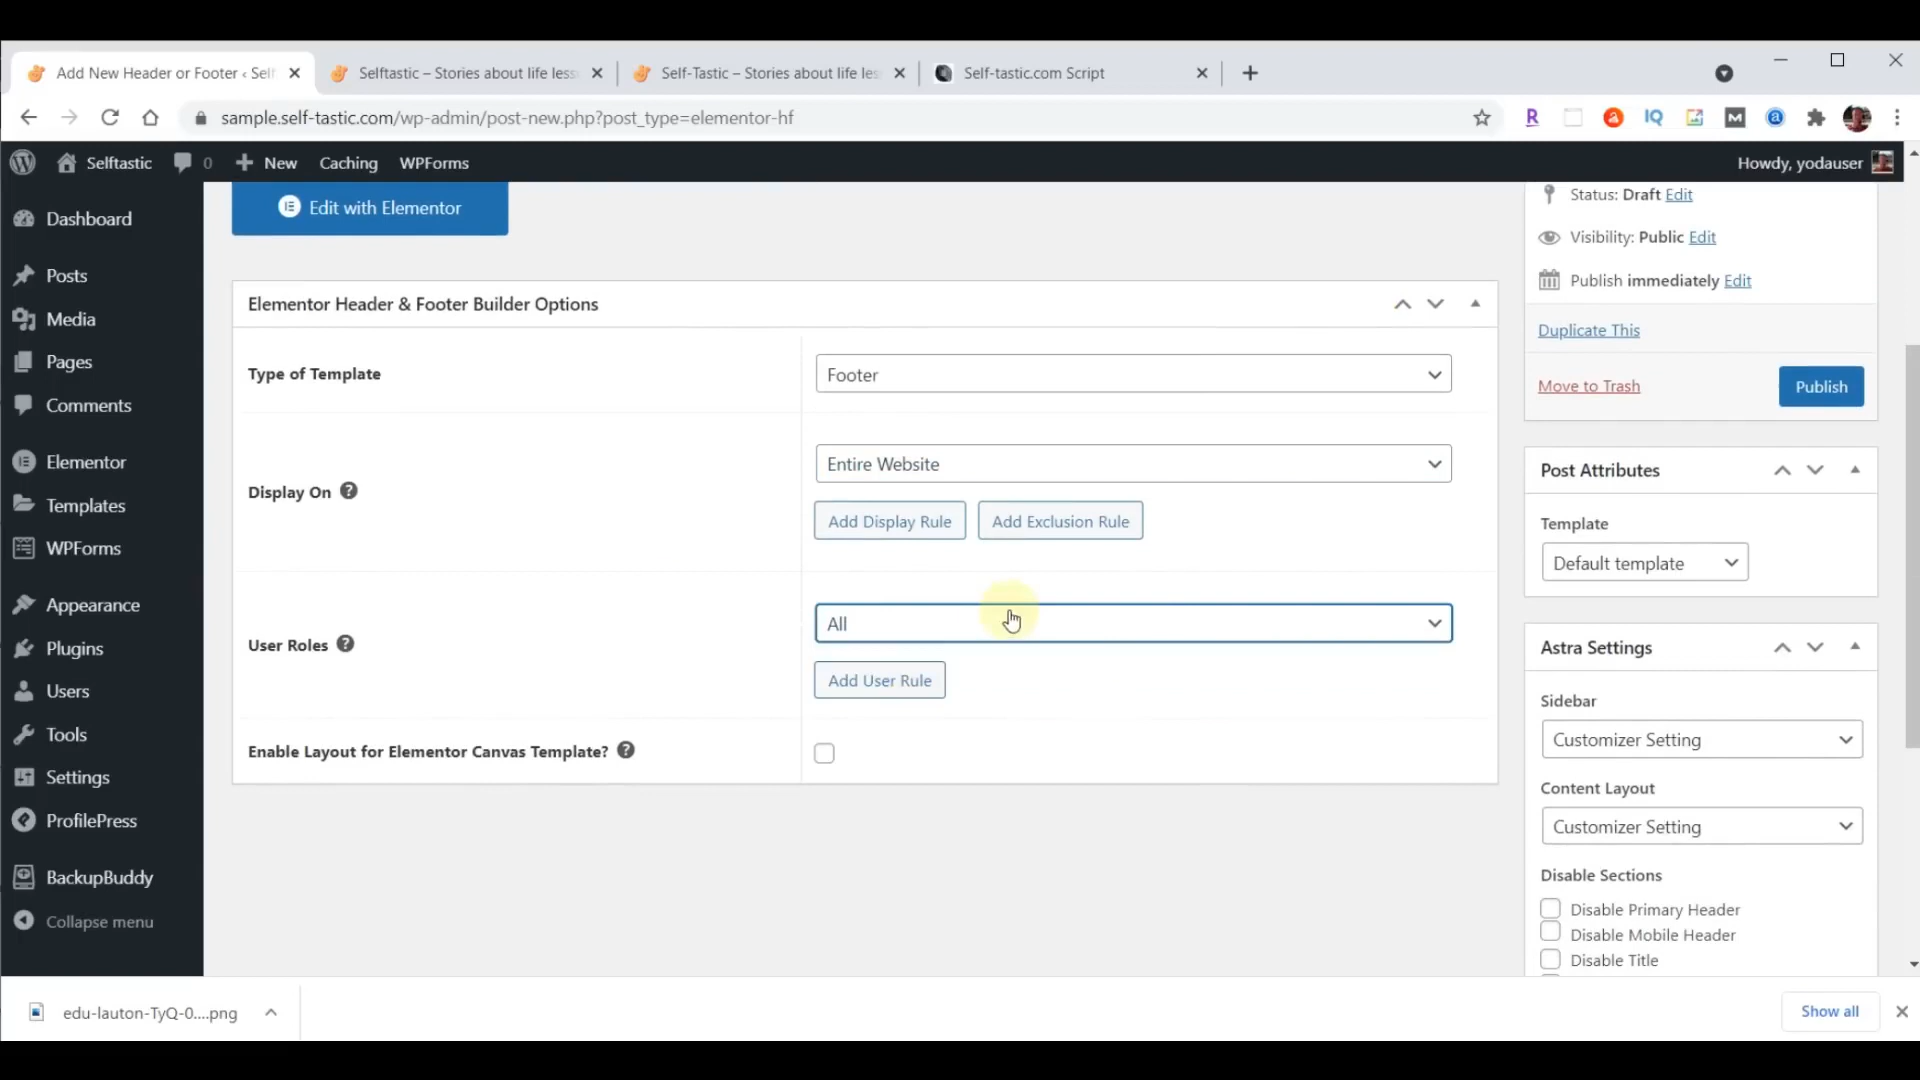 Add New Header or Footer ‹ Self
Selftastic – Stories about life less
Self-Tastic – Stories about life les
Self-tastic.com Script
sample.self-tastic.com/wp-admin/post-new.php?post_type=elementor-hf
R
IQ
M
a
Selftastic
0
New
Caching
WPForms
Howdy, yodauser
Dashboard
Posts
Media
Pages
Comments
Elementor
Templates
WPForms
Appearance
Plugins
Users
Tools
Settings
ProfilePress
BackupBuddy
Collapse menu
Edit with Elementor
Elementor Header & Footer Builder Options
Type of Template
Footer
Display On ?
Entire Website
Add Display Rule
Add Exclusion Rule
User Roles ?
All
Add User Rule
Enable Layout for Elementor Canvas Template? ?
Status: Draft Edit
Visibility: Public Edit
Publish immediately Edit
Duplicate This
Move to Trash
Publish
Post Attributes
Template
Default template
Astra Settings
Sidebar
Customizer Setting
Content Layout
Customizer Setting
Disable Sections
Disable Primary Header
Disable Mobile Header
Disable Title
edu-lauton-TyQ-0....png
Show all